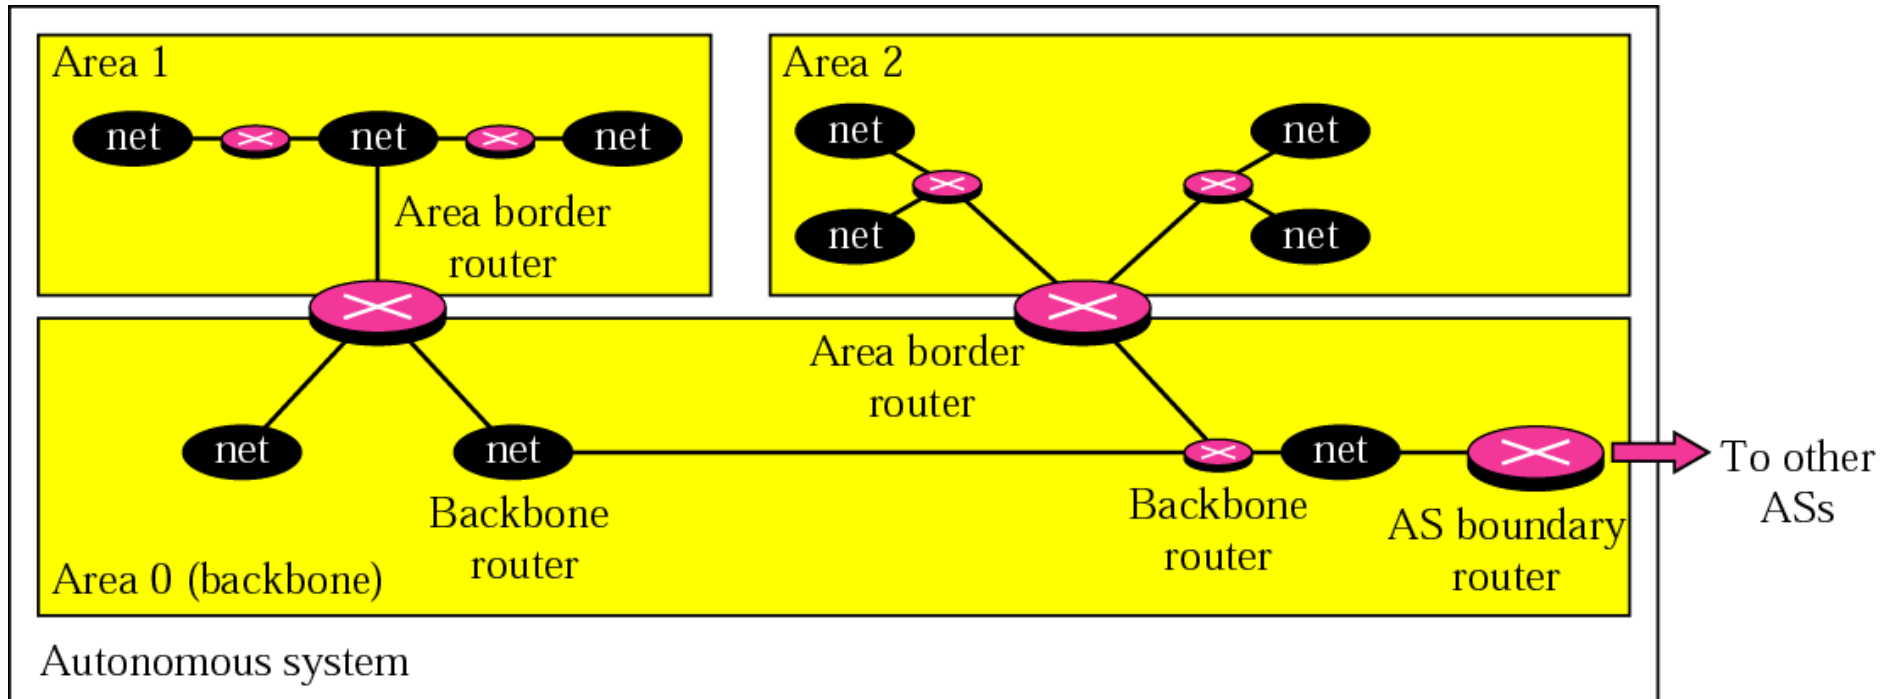 Area 1
net
net
net
Area border
router
Area 2
net
net
net
net
Area border
router
net
net
Backbone
router
net
Backbone
router
AS boundary
router
To other
ASs
Area 0 (backbone)
Autonomous system